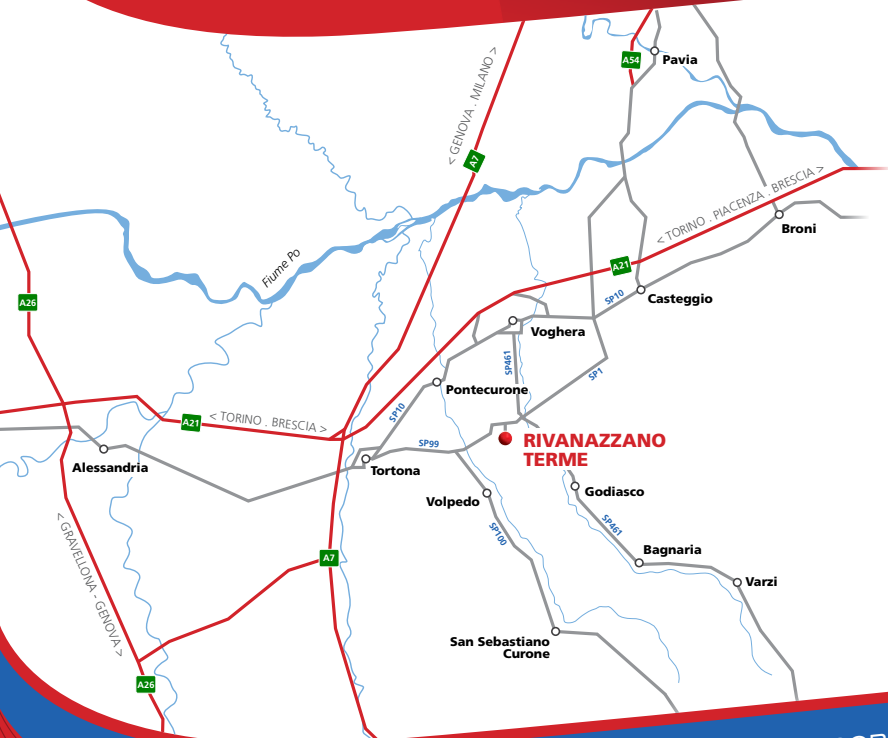 A54
Pavia
< GENOVA . MILANO >
A7
< TORINO . PIACENZA . BRESCIA >
Broni
Fiume Po
A21
A26
SP10
Casteggio
Voghera
SP461
SP1
Pontecurone
SP10
A21
< TORINO . BRESCIA >
SP99
RIVANAZZANO
TERME
Alessandria
Tortona
Godiasco
Volpedo
SP100
SP461
< GRAVELLONA - GENOVA >
A7
Bagnaria
Varzi
San Sebastiano
Curone
A26